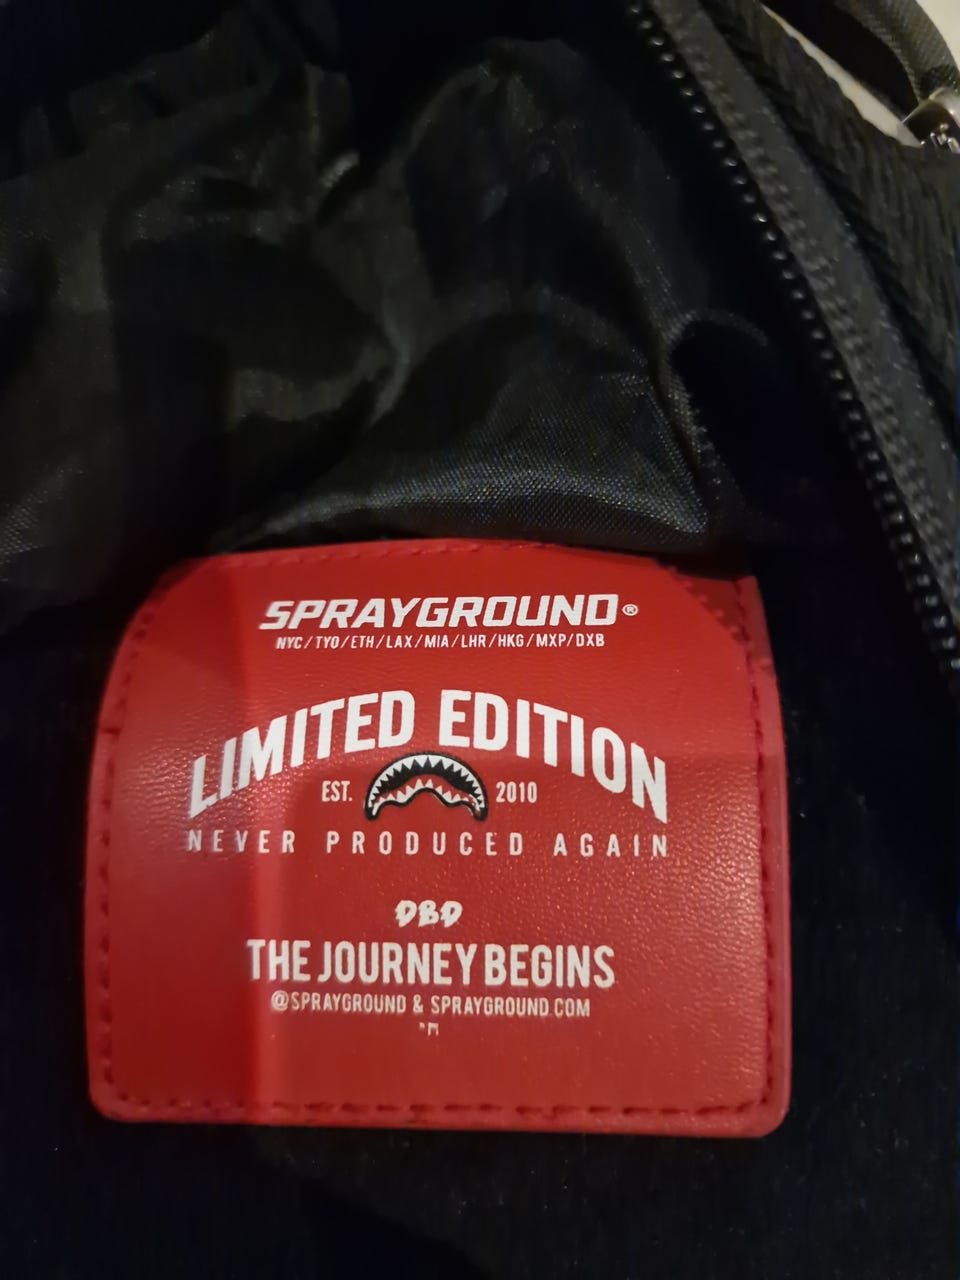 SPRAYGROUND®
NYC/TYO/ETH/LAX/MIA/LHR/HKG/MXP/DXB
LIMITED EDITION
EST. 2010
NEVER PRODUCED AGAIN
DBD
THE JOURNEY BEGINS
@SPRAYGROUND & SPRAYGROUND.COM